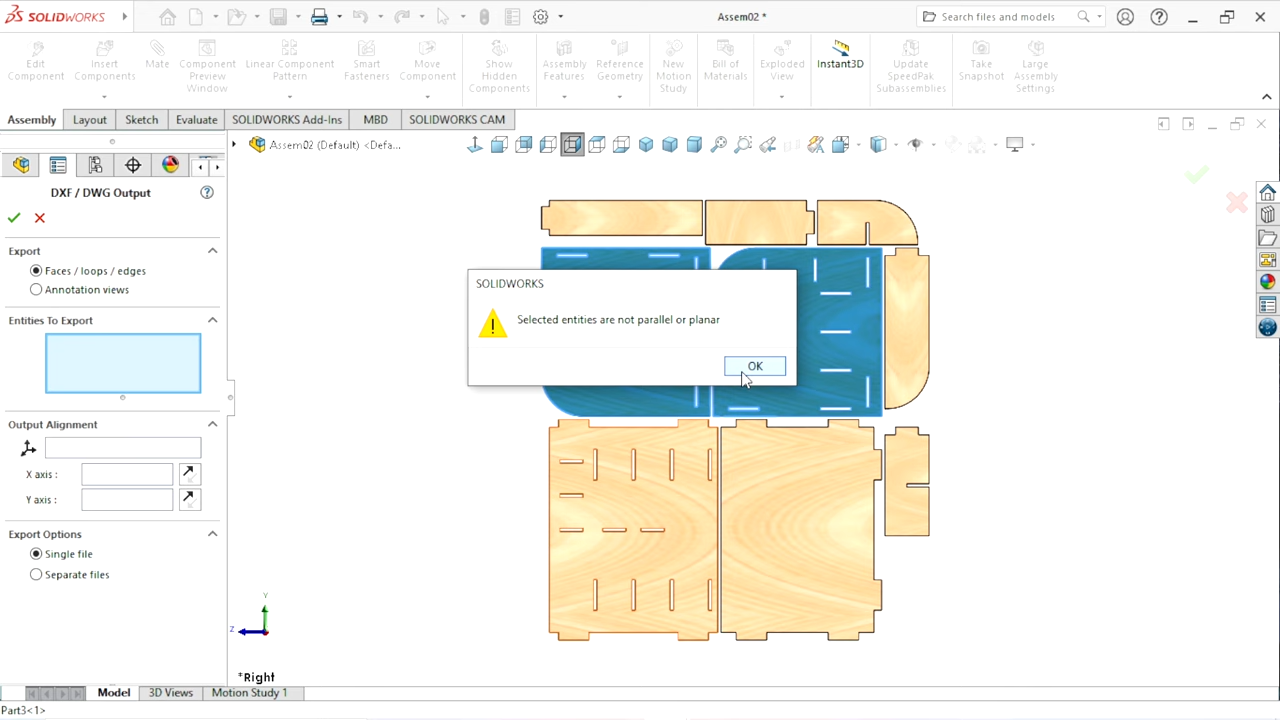 SOLIDWORKS
Assem02 *
Search files and models
Edit Component
Insert Components
Mate
Component Preview Window
Linear Component Pattern
Smart Fasteners
Move Component
Show Hidden Components
Assembly Features
Reference Geometry
New Motion Study
Bill of Materials
Exploded View
Instant3D
Update SpeedPak Subassemblies
Take Snapshot
Large Assembly Settings
Assembly
Layout
Sketch
Evaluate
SOLIDWORKS Add-Ins
MBD
SOLIDWORKS CAM
Assem02 (Default) <Defa...
DXF / DWG Output
Export
Faces / loops / edges
Annotation views
Entities To Export
Output Alignment
X axis :
Y axis :
Export Options
Single file
Separate files
SOLIDWORKS
Selected entities are not parallel or planar
OK
Y
Z
*Right
Model
3D Views
Motion Study 1
Part3<1>